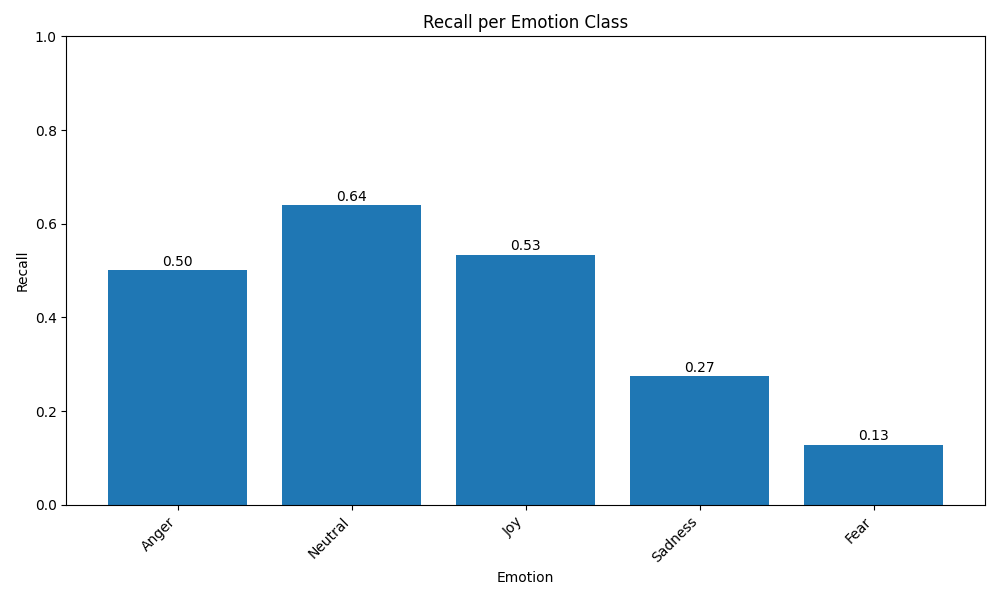 Recall per Emotion Class
1.0
0.8
0.6
0.4
0.2
0.0
Recall
0.50
0.64
0.53
0.27
0.13
Anger
Neutral
Joy
Sadness
Fear
Emotion